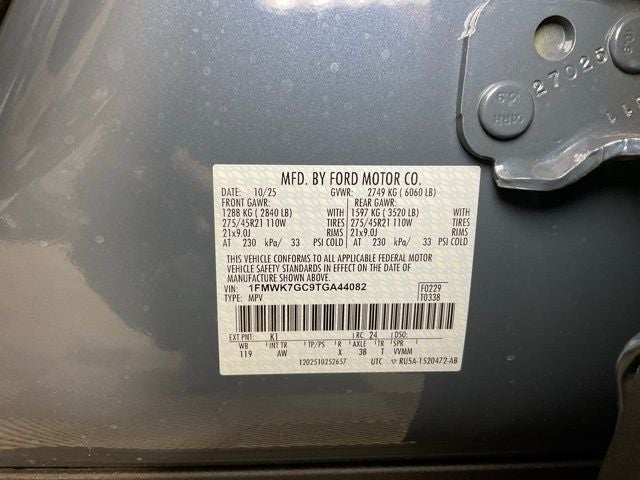 27025
MFD. BY FORD MOTOR CO.
DATE: 10/25 GVWR: 2749 KG ( 6060 LB)
FRONT GAWR: REAR GAWR:
1288 KG ( 2840 LB) WITH 1597 KG ( 3520 LB) WITH
275/45R21 110W TIRES 275/45R21 110W TIRES
21x9.0J RIMS 21x9.0J RIMS
AT 230 kPa/ 33 PSI COLD AT 230 kPa/ 33 PSI COLD
THIS VEHICLE CONFORMS TO ALL APPLICABLE FEDERAL MOTOR
VEHICLE SAFETY STANDARDS IN EFFECT ON THE DATE OF
MANUFACTURE SHOWN ABOVE.
VIN: 1FMWK7GC9TGA44082 F0229
TYPE: MPV T0338
EXT PNT: K1 RC: 24 DSO:
WB INT TR TP/PS R AXLE TR SPR
119 AW X 3B T VVMM
1202510252657 UTC RU5A-1520472-AB